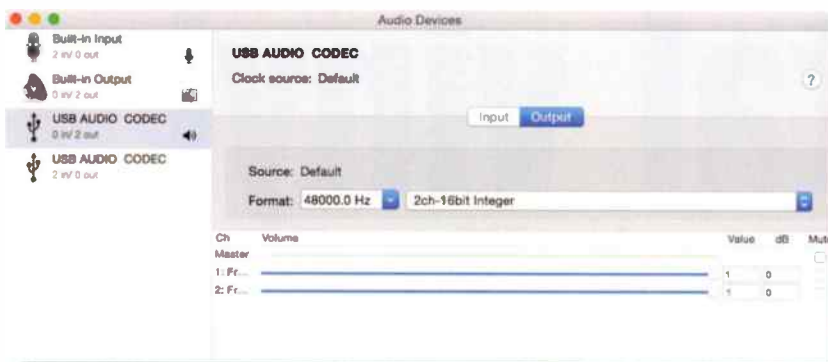 Audio Devices
Built-in Input
2 in/ 0 out
Built-in Output
0 in/ 2 out
USB AUDIO CODEC
0 in/ 2 out
USB AUDIO CODEC
2 in/ 0 out
USB AUDIO CODEC
Clock source: Default
?
Input Output
Source: Default
Format: 48000.0 Hz 2ch-16bit Integer
Ch Volume Value dB Mut
Master
1: Fr... 1 0
2: Fr... 1 0